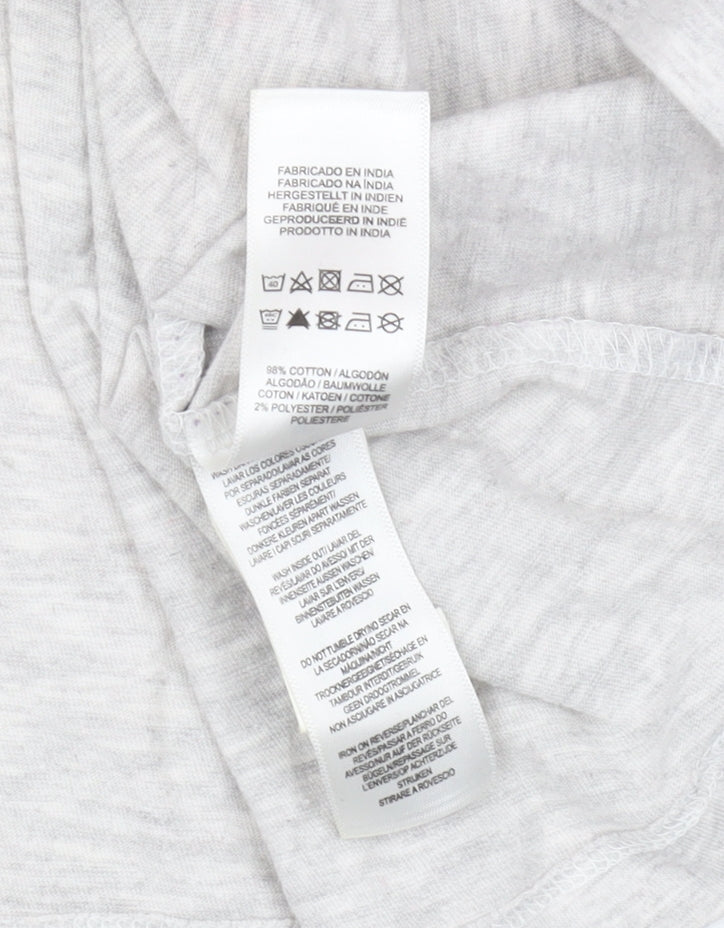 FABRICADO EN INDIA
FABRICADO NA ÍNDIA
HERGESTELLT IN INDIEN
FABRIQUÉ EN INDE
GEPRODUCEERD IN INDIË
PRODOTTO IN INDIA
40
98% COTTON / ALGODÓN
ALGODÃO / BAUMWOLLE
COTON / KATOEN / COTONE
2% POLYESTER / POLIÉSTER
POLIESTERE
LAVAR LOS COLORES
POR SEPARADO/LAVAR AS CORES
ESCURAS SEPARADAMENTE/
DUNKLE FARBEN SEPARAT
WASCHEN/LAVER LES COULEURS
FONCÉES SÉPARÉMENT/
DONKERE KLEUREN APART WASSEN
LAVARE I CAPI SCURI SEPARATAMENTE
WASH INSIDE OUT/ LAVAR DEL
REVÉS/LAVAR DO AVESSO/ MIT DER
INNENSEITE AUSSEN WASCHEN/
LAVAR SUR L'ENVERS/
BINNENSTEBUITEN WASSEN
LAVARE A ROVESCIO
DO NOT TUMBLE DRY/NO SECAR EN
LA SECADORA/NÃO SECAR NA
MÁQUINA/NICHT
TROCKNERGEEIGNET/SÉCHAGE EN
TAMBOUR INTERDIT/GEBRUIK
GEEN DROOGTROMMEL
NON ASCIUGARE IN ASCIUGATRICE
IRON ON REVERSE/PLANCHAR DEL
REVÉS/PASSAR A FERRO DO
AVESSO/NUR AUF DER RÜCKSEITE
BÜGELN/REPASSAGE SUR
L'ENVERS/OP ACHTERZIJDE
STRIJKEN
STIRARE A ROVESCIO